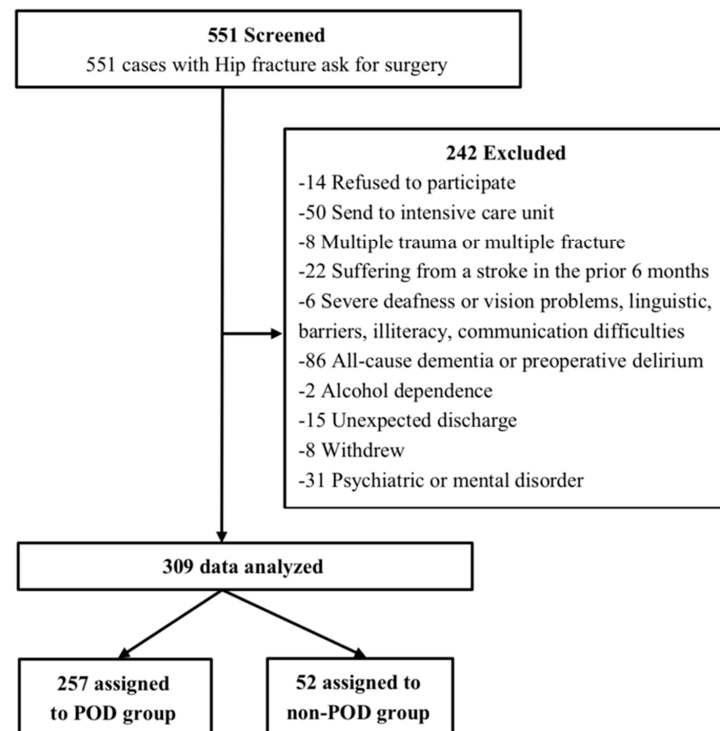 551 Screened
551 cases with Hip fracture ask for surgery
242 Excluded
-14 Refused to participate
-50 Send to intensive care unit
-8 Multiple trauma or multiple fracture
-22 Suffering from a stroke in the prior 6 months
-6 Severe deafness or vision problems, linguistic,
barriers, illiteracy, communication difficulties
-86 All-cause dementia or preoperative delirium
-2 Alcohol dependence
-15 Unexpected discharge
-8 Withdrew
-31 Psychiatric or mental disorder
309 data analyzed
257 assigned
to POD group
52 assigned to
non-POD group